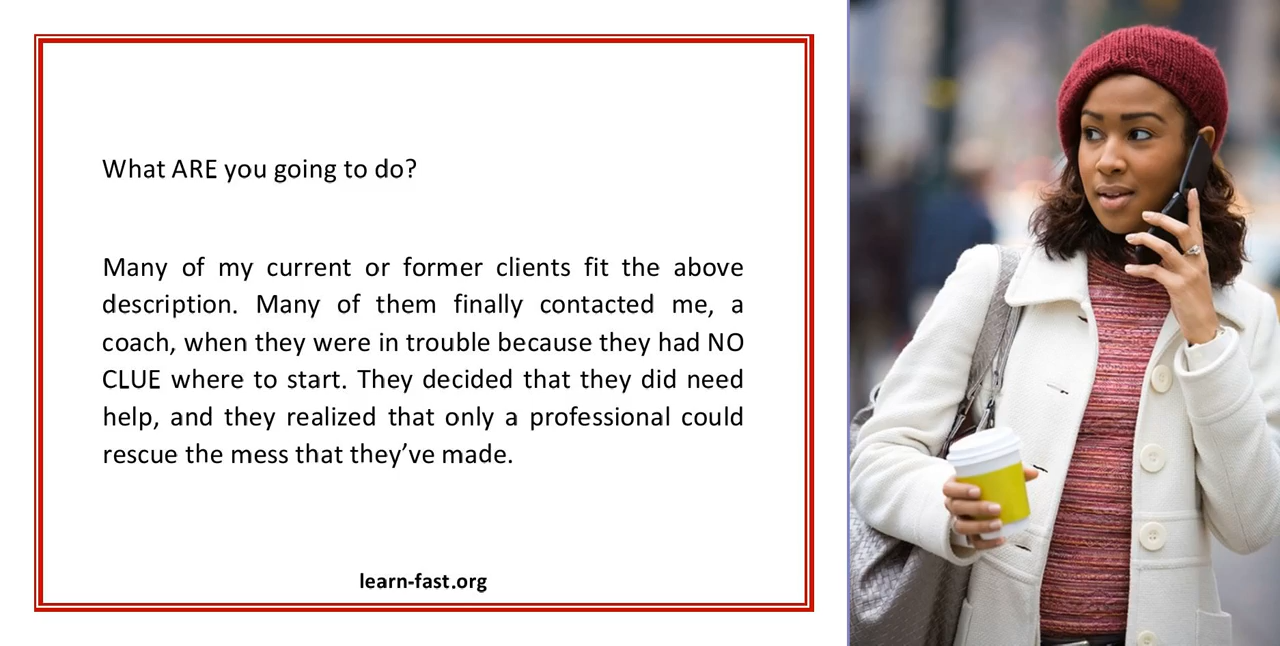 What ARE you going to do?
Many of my current or former clients fit the above
description. Many of them finally contacted me, a
coach, when they were in trouble because they had NO
CLUE where to start. They decided that they did need
help, and they realized that only a professional could
rescue the mess that they’ve made.
learn-fast.org